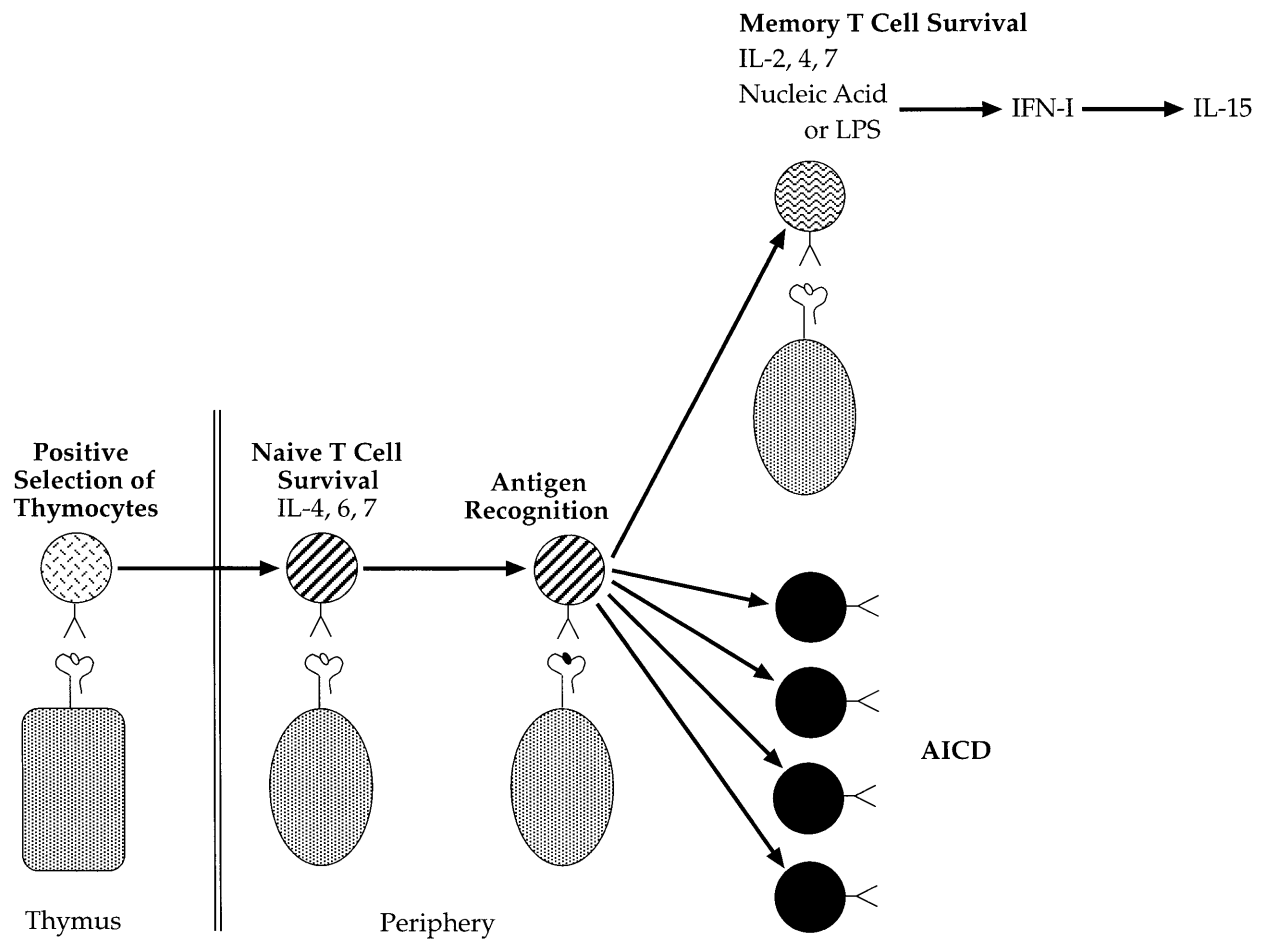 Memory T Cell Survival
IL-2, 4, 7
Nucleic Acid
or LPS
IFN-I
IL-15
Positive
Selection of
Thymocytes
Naive T Cell
Survival
IL-4, 6, 7
Antigen
Recognition
AICD
Thymus
Periphery